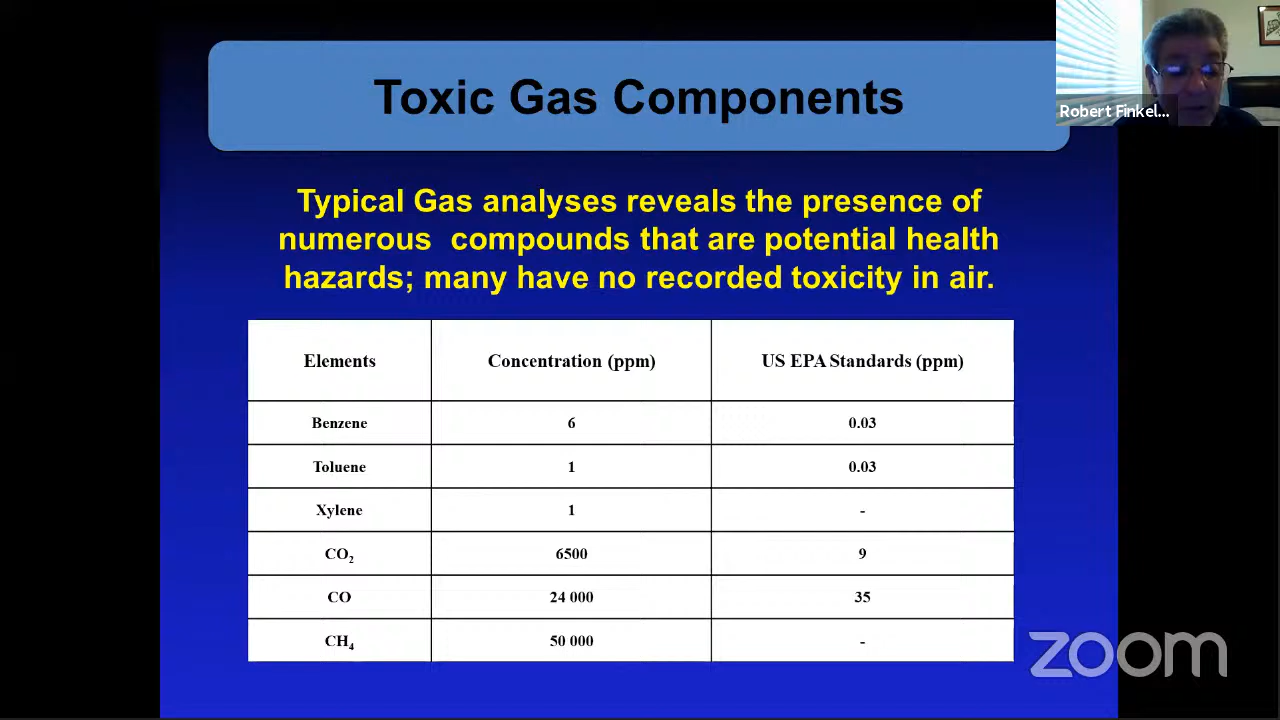 Toxic Gas Components
Robert Finkel...
Typical Gas analyses reveals the presence of
numerous compounds that are potential health
hazards; many have no recorded toxicity in air.
Elements Concentration (ppm) US EPA Standards (ppm)
Benzene 6 0.03
Toluene 1 0.03
Xylene 1 -
CO₂ 6500 9
CO 24 000 35
CH₄ 50 000 -
zoom